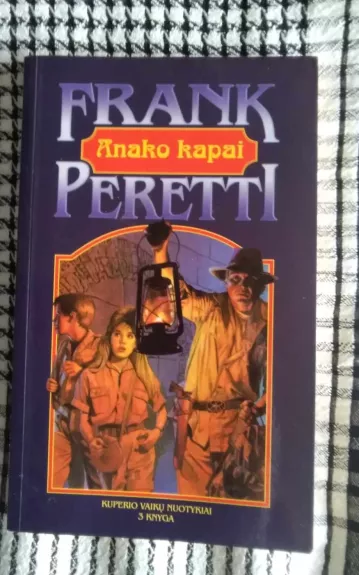 FRANK
Anako kapai
PERETTI
KUPERIO VAIKŲ NUOTYKIAI
3 KNYGA